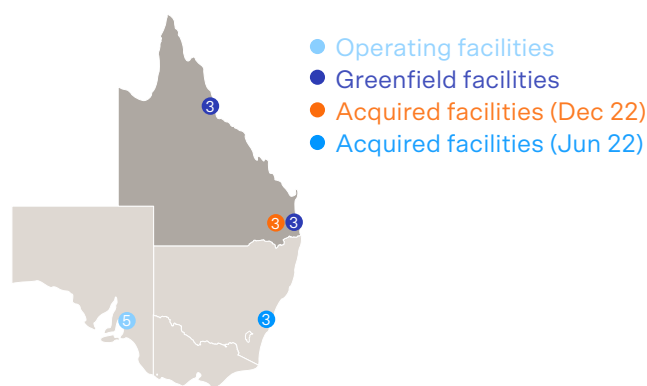 Operating facilities
Greenfield facilities
Acquired facilities (Dec 22)
Acquired facilities (Jun 22)
3
3 3
5
3